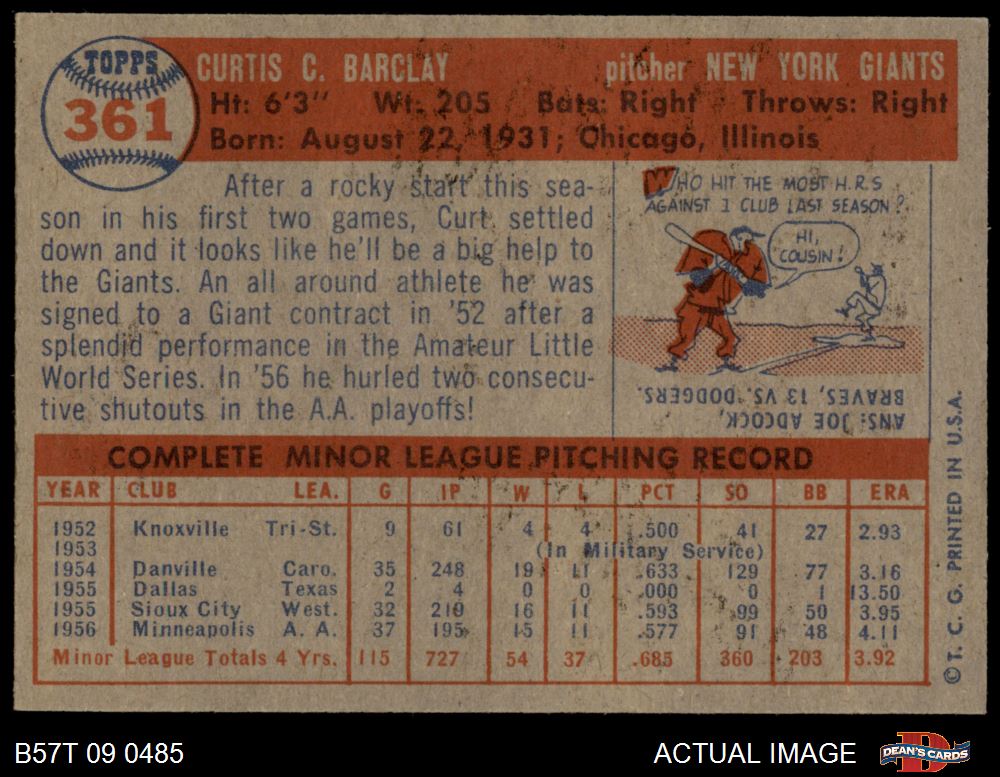 TOPPS
361
CURTIS C. BARCLAY pitcher NEW YORK GIANTS
Ht: 6'3" Wt: 205 Bats: Right Throws: Right
Born: August 22, 1931; Chicago, Illinois
After a rocky start this sea-
son in his first two games, Curt settled
down and it looks like he'll be a big help to
the Giants. An all around athlete he was
signed to a Giant contract in '52 after a
splendid performance in the Amateur Little
World Series. In '56 he hurled two consecu-
tive shutouts in the A.A. playoffs!
WHO HIT THE MOST H.R.S
AGAINST 1 CLUB LAST SEASON?
HI,
COUSIN!
ANS: JOE ADCOCK,
BRAVES, 13 VS. DODGERS.
COMPLETE MINOR LEAGUE PITCHING RECORD
YEAR CLUB LEA. G IP W L PCT SO BB ERA
1952 Knoxville Tri-St. 9 61 4 4 .500 41 27 2.93
1953 (In Military Service)
1954 Danville Caro. 35 248 19 11 .633 129 77 3.16
1955 Dallas Texas 2 4 0 0 .000 0 1 13.50
1955 Sioux City West. 32 219 16 11 .593 99 50 3.95
1956 Minneapolis A. A. 37 195 15 11 .577 91 48 4.11
Minor League Totals 4 Yrs. 115 727 54 37 .685 360 203 3.92
© T. C. G. PRINTED IN U.S.A.
B57T 09 0485
ACTUAL IMAGE
DEAN'S CARDS